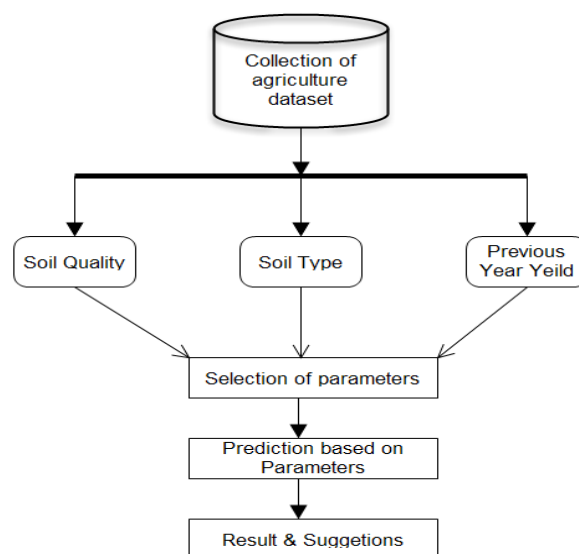 Collection of
agriculture
dataset
Soil Quality
Soil Type
Previous
Year Yeild
Selection of parameters
Prediction based on
Parameters
Result & Suggetions